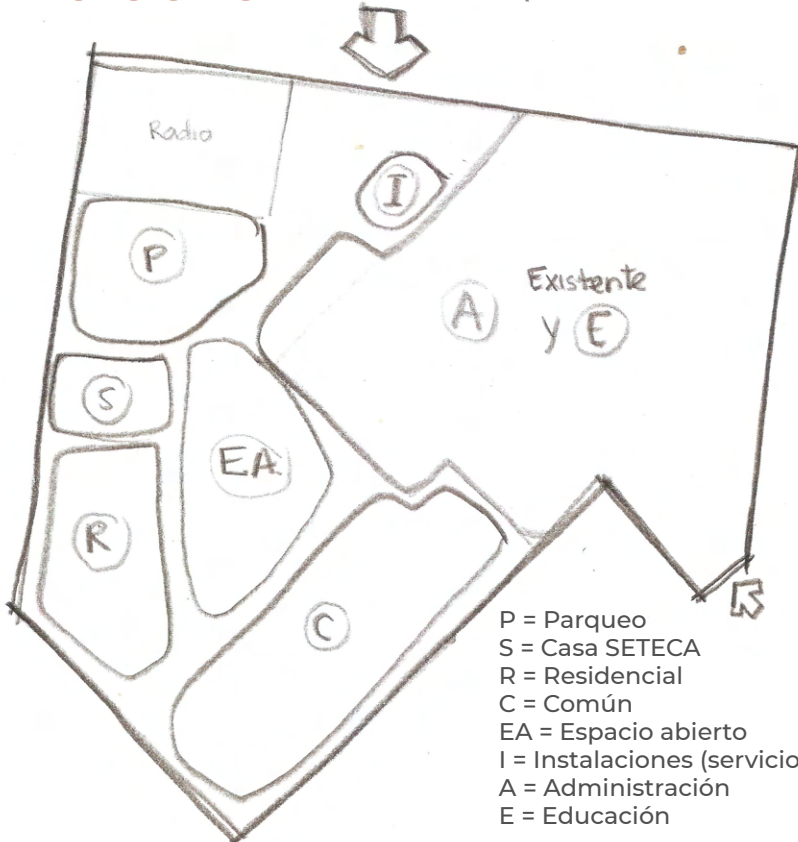 Radio
I
P
Existente
A y E
S
EA
R
C
P = Parqueo
S = Casa SETECA
R = Residencial
C = Común
EA = Espacio abierto
I = Instalaciones (servicio
A = Administración
E = Educación